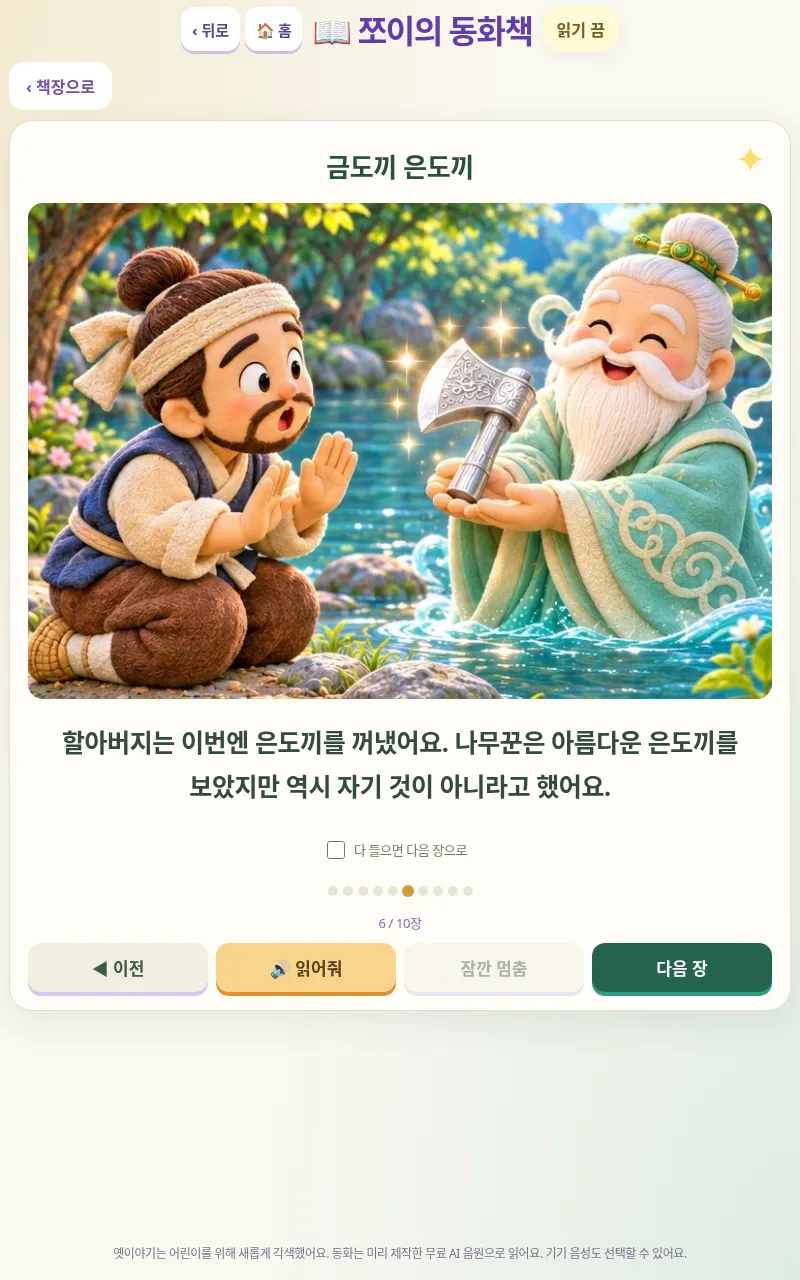 ‹ 뒤로 🏠 홈 📖 쪼이의 동화책 읽기 끔
‹ 책장으로
금도끼 은도끼
할아버지는 이번엔 은도끼를 꺼냈어요. 나무꾼은 아름다운 은도끼를
보았지만 역시 자기 것이 아니라고 했어요.
다 들으면 다음 장으로
6 / 10장
◀ 이전 🔊 읽어줘 잠깐 멈춤 다음 장
옛이야기는 어린이를 위해 새롭게 각색했어요. 동화는 미리 제작한 무료 AI 음원으로 읽어요. 기기 음성도 선택할 수 있어요.